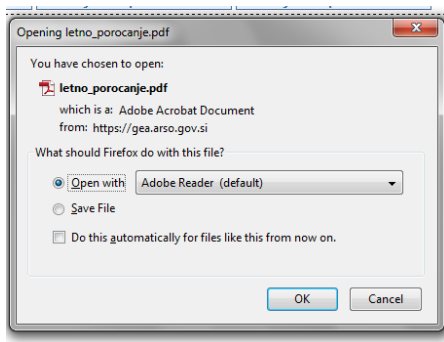 Opening letno_porocanje.pdf
You have chosen to open:
letno_porocanje.pdf
which is a: Adobe Acrobat Document
from: https://gea.arso.gov.si
What should Firefox do with this file?
Open with Adobe Reader (default)
Save File
Do this automatically for files like this from now on.
OK Cancel